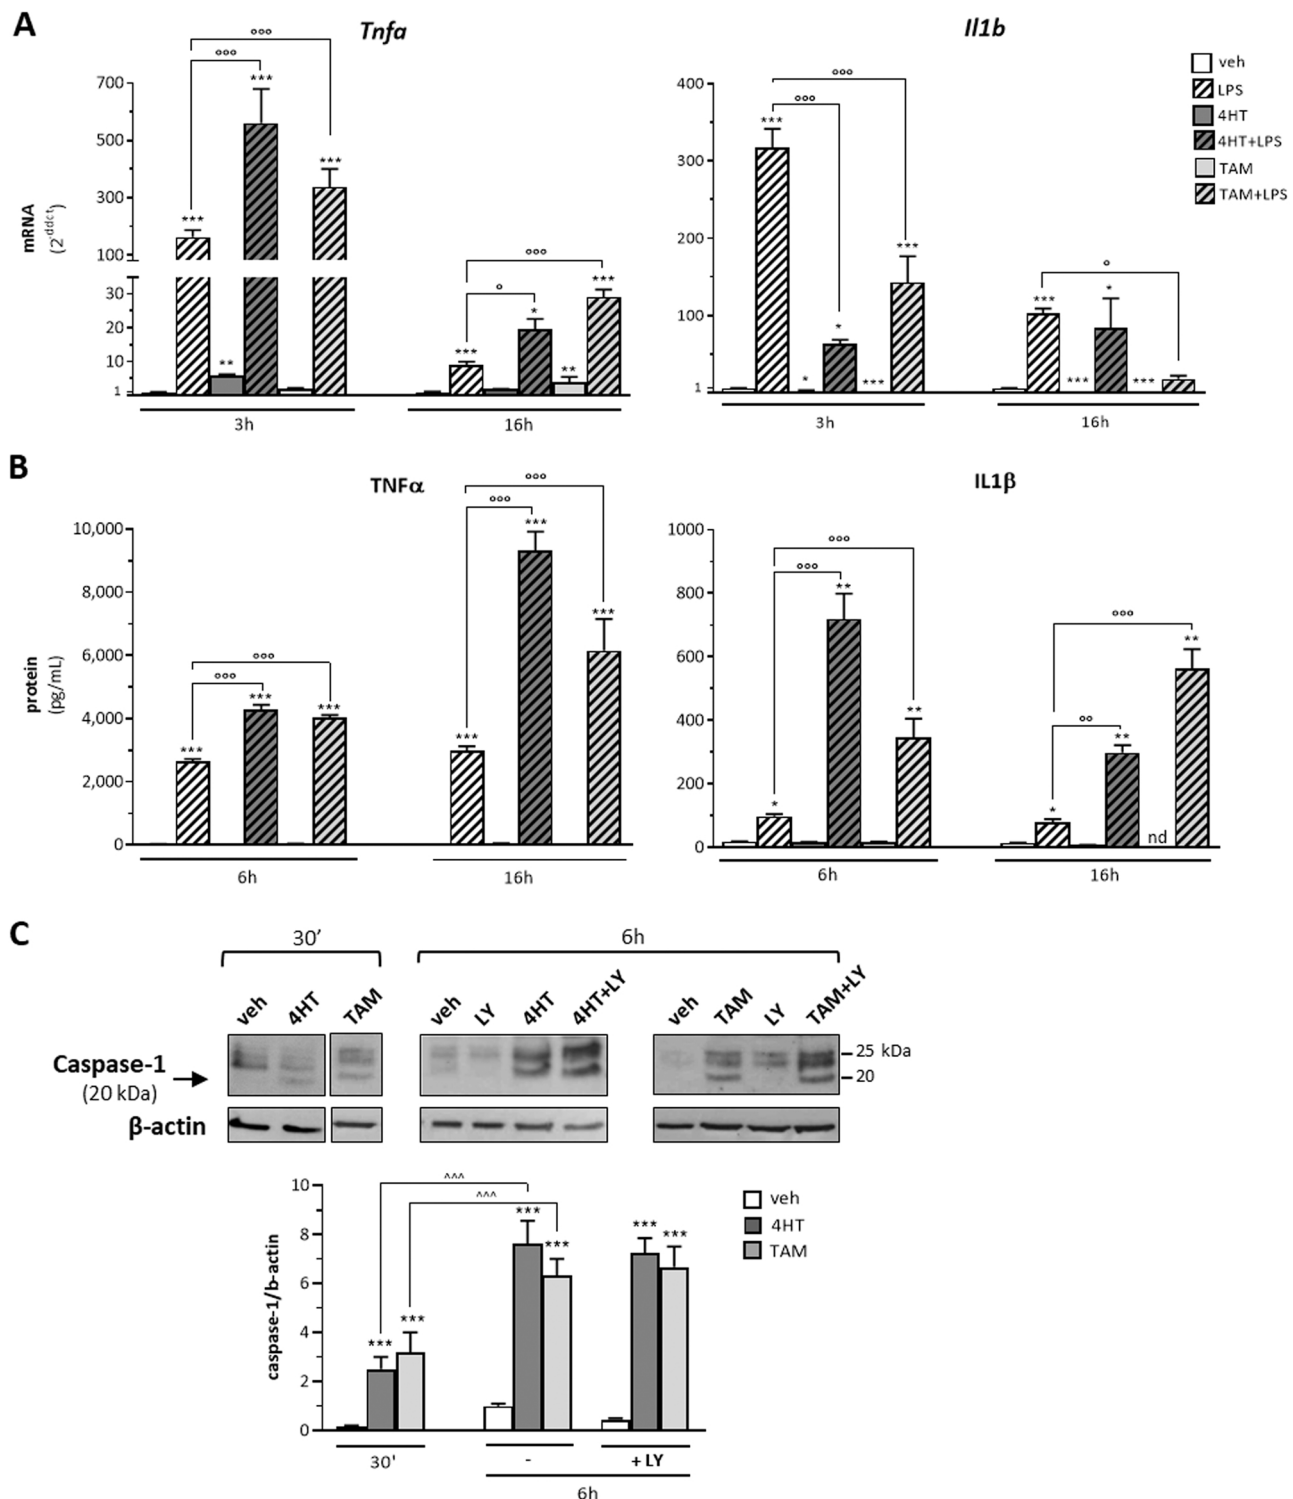 A
Tnfa
Il1b
veh
LPS
4HT
4HT+LPS
TAM
TAM+LPS
mRNA
(2^-ddct)
700
500
300
100
30
20
10
1
***
**
***
***
***
*
**
***
°°°
°°°
°
°°°
3h
16h
400
300
200
100
1
***
*
*
***
***
***
***
*
***
°°°
°°°
°
3h
16h
B
TNFα
IL1β
protein
(pg/mL)
10,000
8,000
6,000
4,000
2,000
0
***
***
***
***
***
***
°°°
°°°
°°°
°°°
6h
16h
1000
800
600
400
200
0
*
**
**
*
**
nd
**
°°°
°°°
°°
°°°
6h
16h
C
30'
6h
veh
4HT
TAM
veh
LY
4HT
4HT+LY
veh
TAM
LY
TAM+LY
Caspase-1
(20 kDa)
25 kDa
20
β-actin
caspase-1/b-actin
10
8
6
4
2
0
***
***
***
***
***
***
^^^
^^^
veh
4HT
TAM
30'
-
+ LY
6h